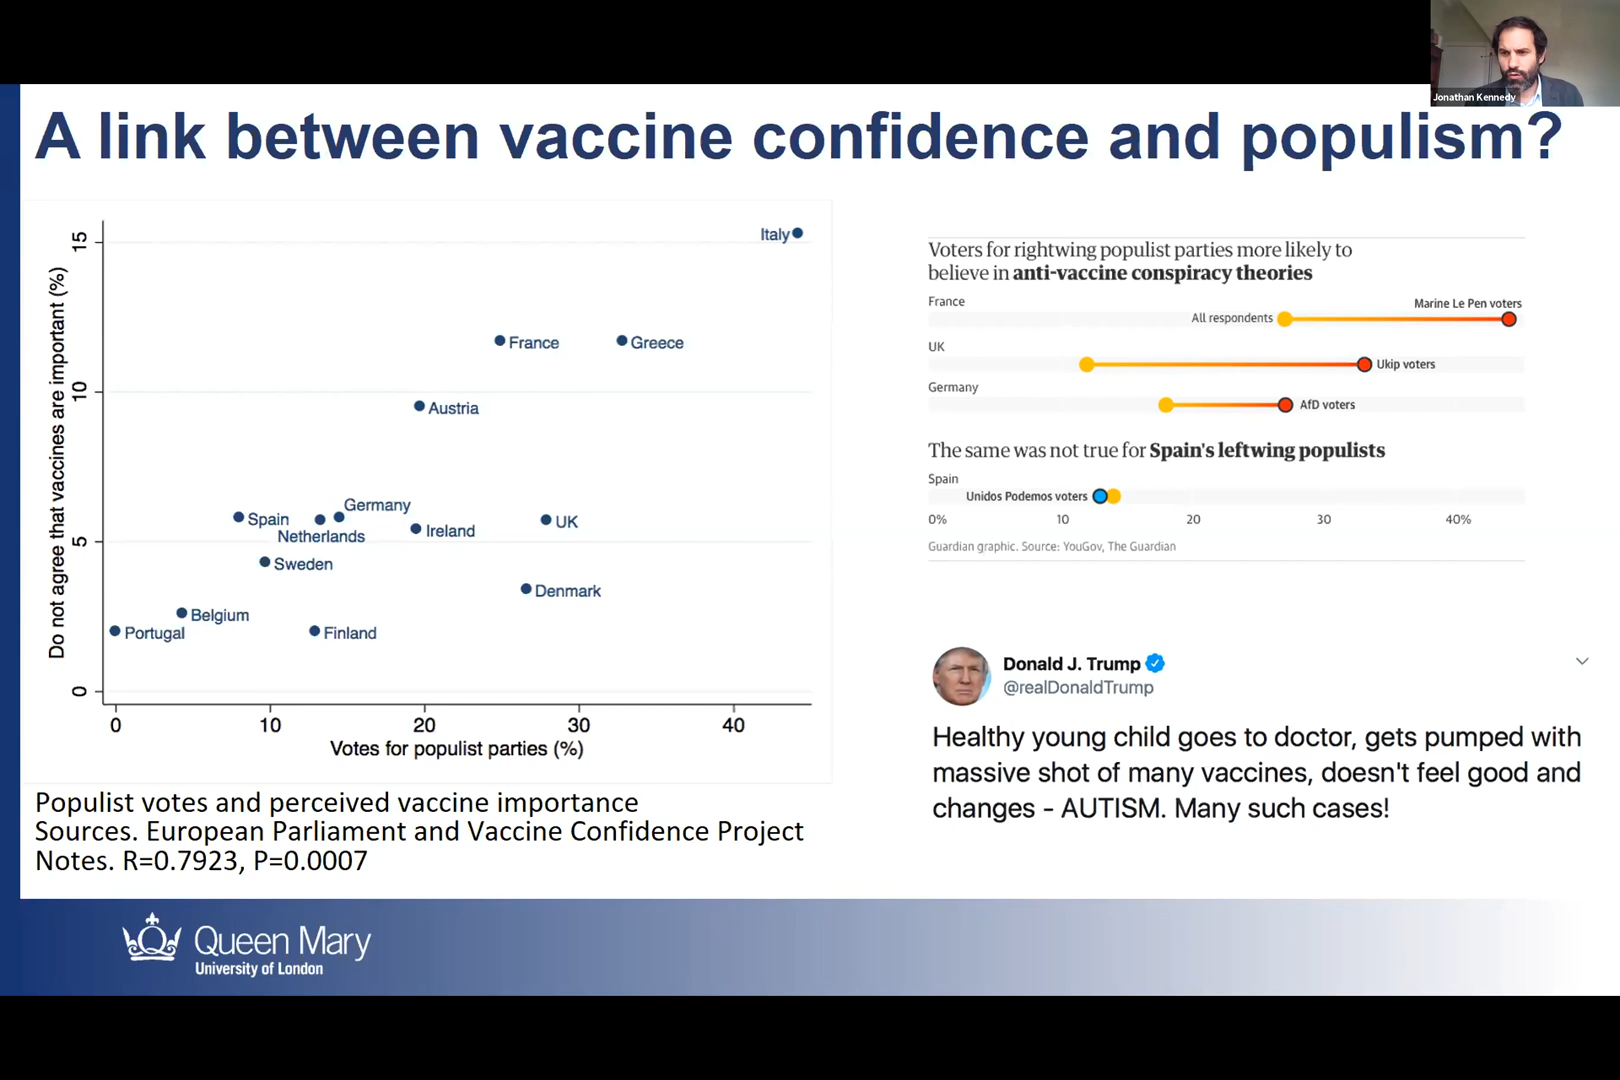 Jonathan Kennedy
A link between vaccine confidence and populism?
Do not agree that vaccines are important (%)
15
10
5
0
Italy
France
Greece
Austria
Germany
Spain
Netherlands
Ireland
UK
Sweden
Denmark
Belgium
Portugal
Finland
0 10 20 30 40
Votes for populist parties (%)
Populist votes and perceived vaccine importance
Sources. European Parliament and Vaccine Confidence Project
Notes. R=0.7923, P=0.0007
Voters for rightwing populist parties more likely to
believe in anti-vaccine conspiracy theories
France
Marine Le Pen voters
All respondents
UK
Ukip voters
Germany
AfD voters
The same was not true for Spain's leftwing populists
Spain
Unidos Podemos voters
0% 10 20 30 40%
Guardian graphic. Source: YouGov, The Guardian
Donald J. Trump
@realDonaldTrump
Healthy young child goes to doctor, gets pumped with
massive shot of many vaccines, doesn't feel good and
changes - AUTISM. Many such cases!
Queen Mary
University of London